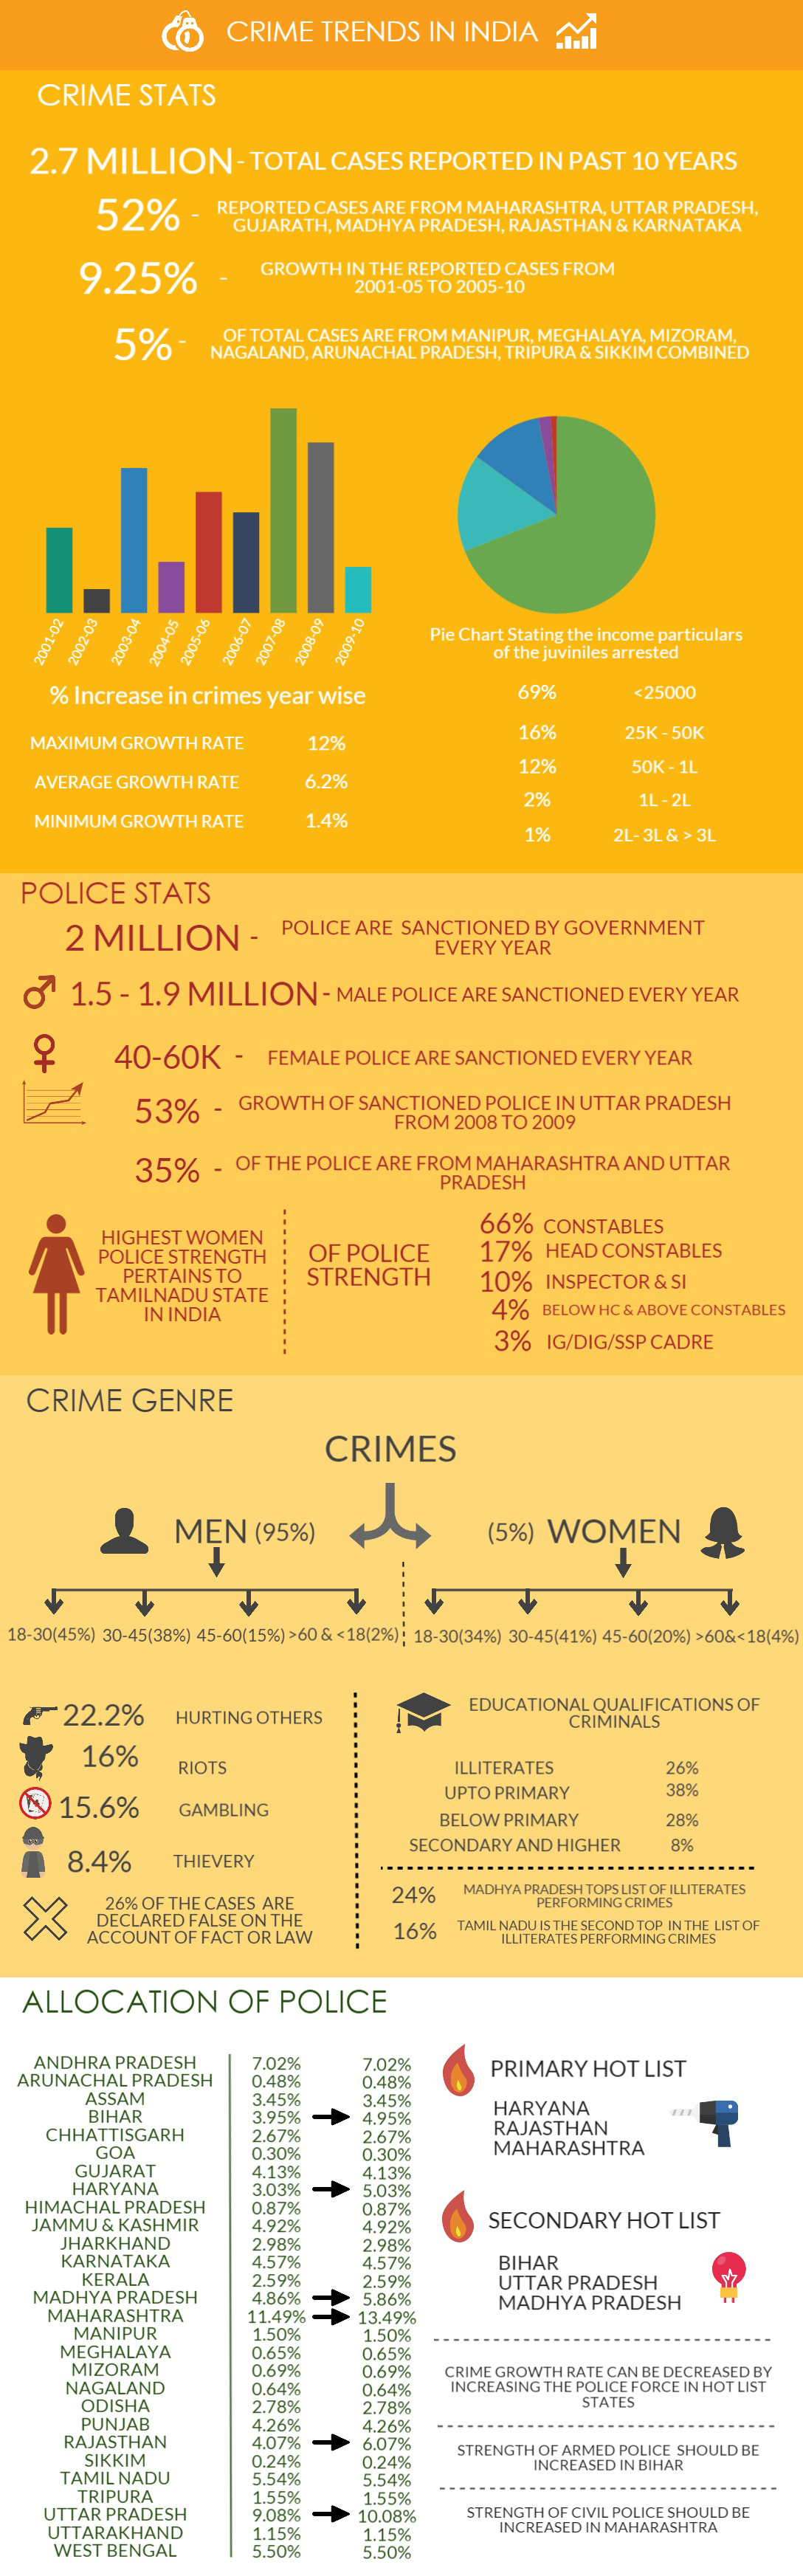 CRIME TRENDS IN INDIA
CRIME STATS
2.7 MILLION - TOTAL CASES REPORTED IN PAST 10 YEARS
52% - REPORTED CASES ARE FROM MAHARASHTRA, UTTAR PRADESH,
GUJARATH, MADHYA PRADESH, RAJASTHAN & KARNATAKA
9.25% - GROWTH IN THE REPORTED CASES FROM
2001-05 TO 2005-10
5% - OF TOTAL CASES ARE FROM MANIPUR, MEGHALAYA, MIZORAM,
NAGALAND, ARUNACHAL PRADESH, TRIPURA & SIKKIM COMBINED
2001-02 2002-03 2003-04 2004-05 2005-06 2006-07 2007-08 2008-09 2009-10
% Increase in crimes year wise
MAXIMUM GROWTH RATE 12%
AVERAGE GROWTH RATE 6.2%
MINIMUM GROWTH RATE 1.4%
Pie Chart Stating the income particulars
of the juviniles arrested
69% <25000
16% 25K - 50K
12% 50K - 1L
2% 1L - 2L
1% 2L- 3L & > 3L
POLICE STATS
2 MILLION - POLICE ARE SANCTIONED BY GOVERNMENT
EVERY YEAR
1.5 - 1.9 MILLION - MALE POLICE ARE SANCTIONED EVERY YEAR
40-60K - FEMALE POLICE ARE SANCTIONED EVERY YEAR
53% - GROWTH OF SANCTIONED POLICE IN UTTAR PRADESH
FROM 2008 TO 2009
35% - OF THE POLICE ARE FROM MAHARASHTRA AND UTTAR
PRADESH
HIGHEST WOMEN
POLICE STRENGTH
PERTAINS TO
TAMILNADU STATE
IN INDIA
OF POLICE
STRENGTH
66% CONSTABLES
17% HEAD CONSTABLES
10% INSPECTOR & SI
4% BELOW HC & ABOVE CONSTABLES
3% IG/DIG/SSP CADRE
CRIME GENRE
CRIMES
MEN (95%)
(5%) WOMEN
18-30(45%) 30-45(38%) 45-60(15%) >60 & <18(2%)
18-30(34%) 30-45(41%) 45-60(20%) >60&<18(4%)
22.2% HURTING OTHERS
16% RIOTS
15.6% GAMBLING
8.4% THIEVERY
26% OF THE CASES ARE
DECLARED FALSE ON THE
ACCOUNT OF FACT OR LAW
EDUCATIONAL QUALIFICATIONS OF
CRIMINALS
ILLITERATES 26%
UPTO PRIMARY 38%
BELOW PRIMARY 28%
SECONDARY AND HIGHER 8%
24% MADHYA PRADESH TOPS LIST OF ILLITERATES
PERFORMING CRIMES
16% TAMIL NADU IS THE SECOND TOP IN THE LIST OF
ILLITERATES PERFORMING CRIMES
ALLOCATION OF POLICE
ANDHRA PRADESH 7.02% 7.02%
ARUNACHAL PRADESH 0.48% 0.48%
ASSAM 3.45% 3.45%
BIHAR 3.95% 4.95%
CHHATTISGARH 2.67% 2.67%
GOA 0.30% 0.30%
GUJARAT 4.13% 4.13%
HARYANA 3.03% 5.03%
HIMACHAL PRADESH 0.87% 0.87%
JAMMU & KASHMIR 4.92% 4.92%
JHARKHAND 2.98% 2.98%
KARNATAKA 4.57% 4.57%
KERALA 2.59% 2.59%
MADHYA PRADESH 4.86% 5.86%
MAHARASHTRA 11.49% 13.49%
MANIPUR 1.50% 1.50%
MEGHALAYA 0.65% 0.65%
MIZORAM 0.69% 0.69%
NAGALAND 0.64% 0.64%
ODISHA 2.78% 2.78%
PUNJAB 4.26% 4.26%
RAJASTHAN 4.07% 6.07%
SIKKIM 0.24% 0.24%
TAMIL NADU 5.54% 5.54%
TRIPURA 1.55% 1.55%
UTTAR PRADESH 9.08% 10.08%
UTTARAKHAND 1.15% 1.15%
WEST BENGAL 5.50% 5.50%
PRIMARY HOT LIST
HARYANA
RAJASTHAN
MAHARASHTRA
SECONDARY HOT LIST
BIHAR
UTTAR PRADESH
MADHYA PRADESH
CRIME GROWTH RATE CAN BE DECREASED BY
INCREASING THE POLICE FORCE IN HOT LIST
STATES
STRENGTH OF ARMED POLICE SHOULD BE
INCREASED IN BIHAR
STRENGTH OF CIVIL POLICE SHOULD BE
INCREASED IN MAHARASHTRA